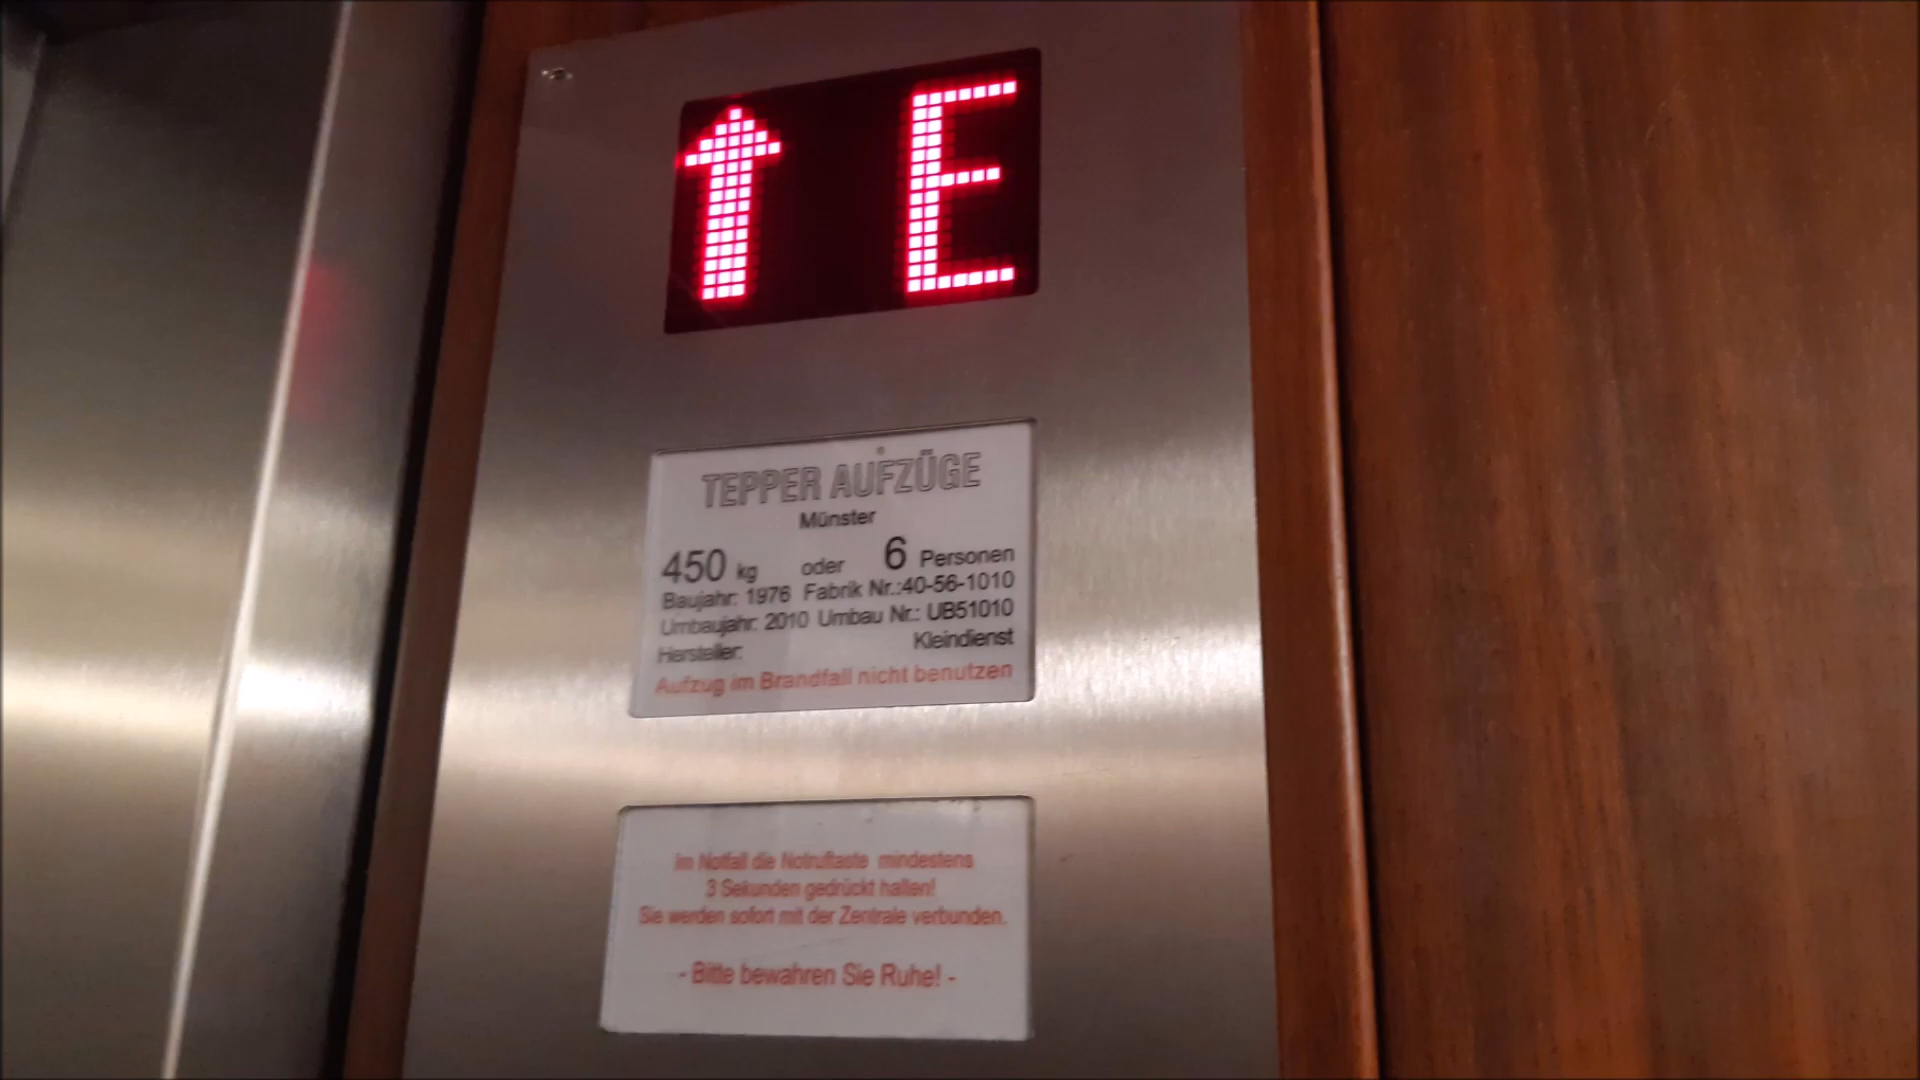 ↑ E
TEPPER AUFZÜGE
Münster
450 kg oder 6 Personen
Baujahr: 1976 Fabrik Nr.:40-56-1010
Umbaujahr: 2010 Umbau Nr.: UB51010
Hersteller: Kleindienst
Aufzug im Brandfall nicht benutzen
Im Notfall die Notruftaste mindestens
3 Sekunden gedrückt halten!
Sie werden sofort mit der Zentrale verbunden.
- Bitte bewahren Sie Ruhe! -